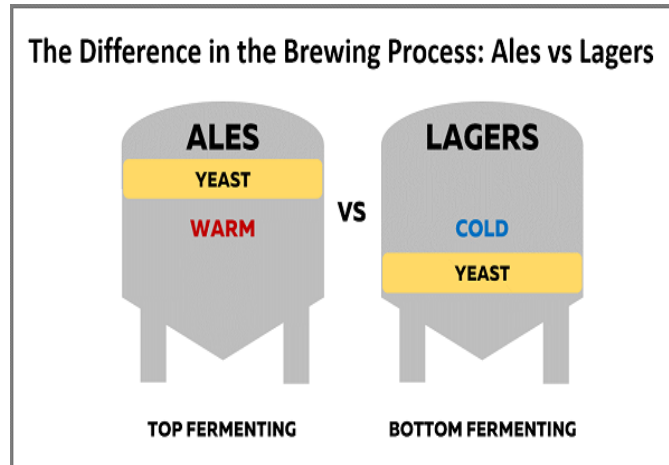 The Difference in the Brewing Process: Ales vs Lagers
ALES
YEAST
WARM
VS
LAGERS
COLD
YEAST
TOP FERMENTING
BOTTOM FERMENTING